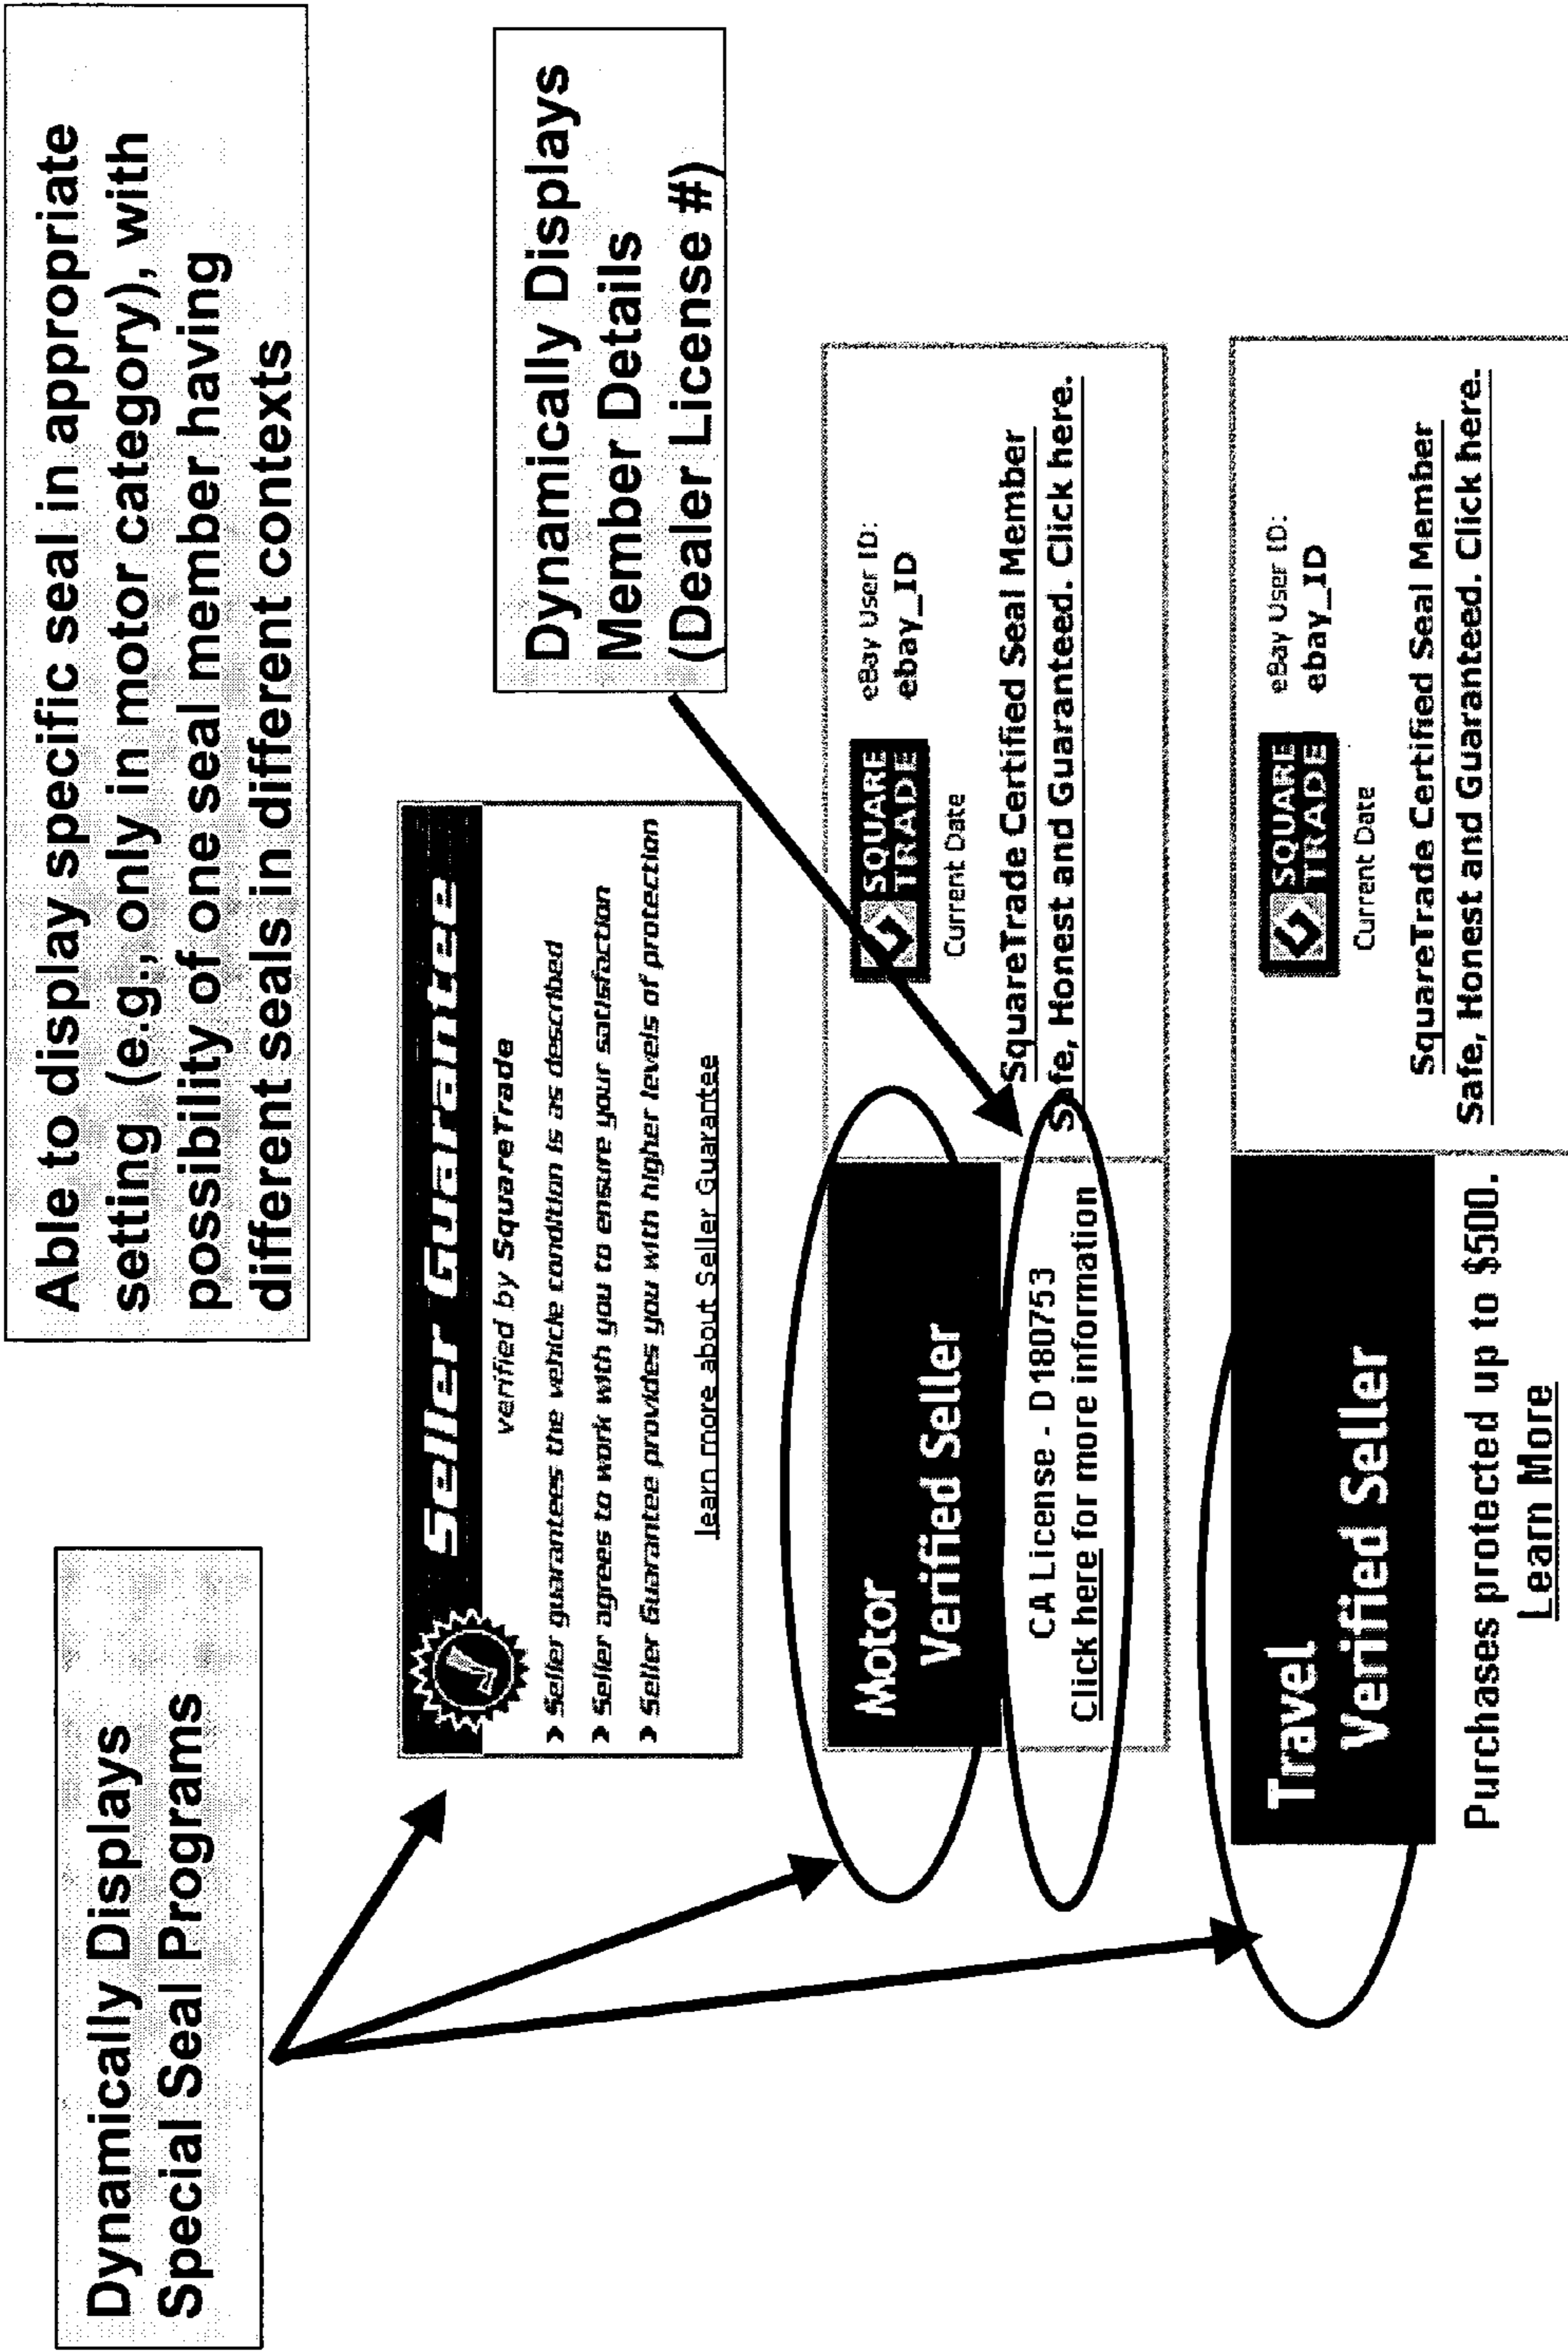 Dynamically Displays
Special Seal Programs
Able to display specific seal in appropriate
setting (e.g., only in motor category), with
possibility of one seal member having
different seals in different contexts
Seller Guarantee
verified by SquareTrade
› Seller guarantees the vehicle condition is as described
› Seller agrees to work with you to ensure your satisfaction
› Seller Guarantee provides you with higher levels of protection
learn more about Seller Guarantee
Dynamically Displays
Member Details
(Dealer License #)
Motor
Verified Seller
CA License - D180753
Click here for more information
SQUARE
TRADE
eBay User ID:
ebay_ID
Current Date
SquareTrade Certified Seal Member
Safe, Honest and Guaranteed. Click here.
Travel
Verified Seller
Purchases protected up to $500.
Learn More
SQUARE
TRADE
eBay User ID:
ebay_ID
Current Date
SquareTrade Certified Seal Member
Safe, Honest and Guaranteed. Click here.